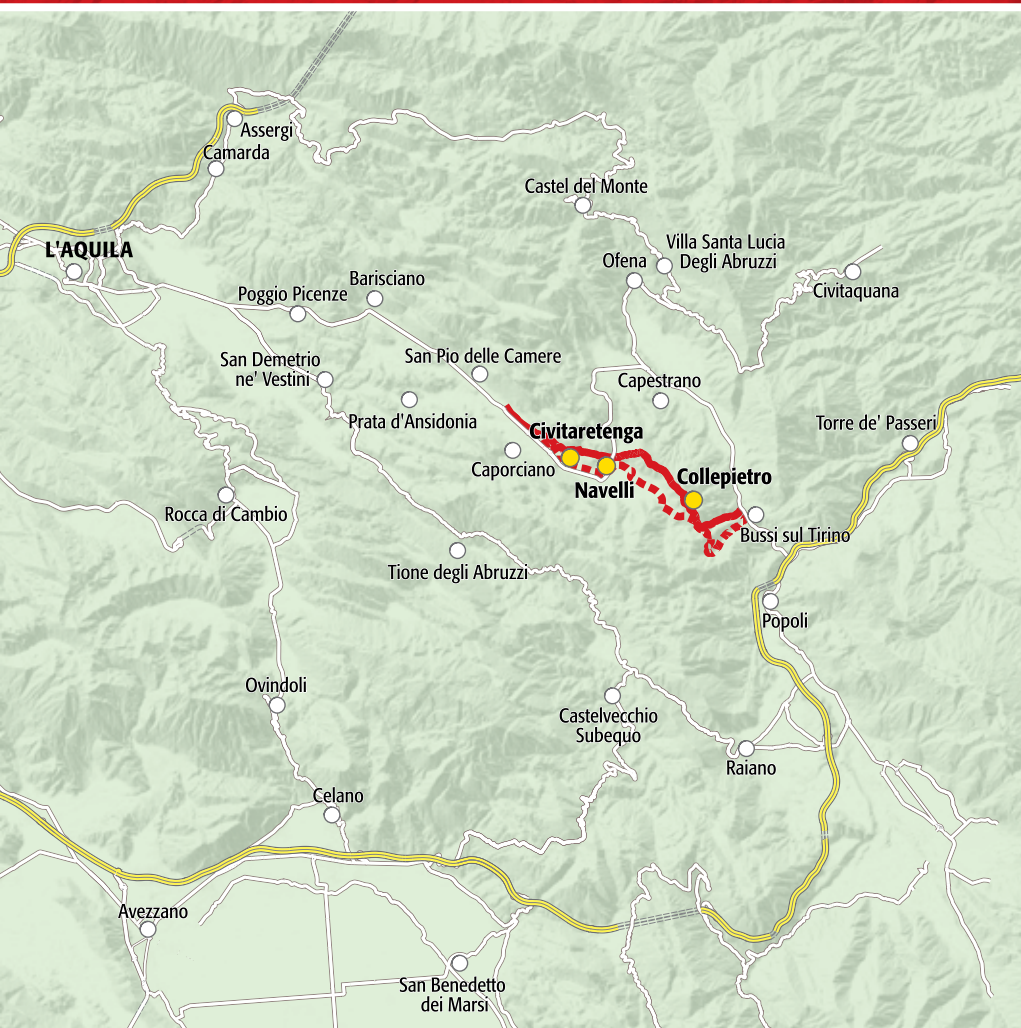 Assergi
Camarda
Castel del Monte
L'AQUILA
Villa Santa Lucia
Degli Abruzzi
Ofena
Barisciano
Civitaquana
Poggio Picenze
San Pio delle Camere
San Demetrio
ne' Vestini
Capestrano
Prata d'Ansidonia
Torre de' Passeri
Civitaretenga
Caporciano
Collepietro
Navelli
Rocca di Cambio
Bussi sul Tirino
Tione degli Abruzzi
Popoli
Ovindoli
Castelvecchio
Subequo
Raiano
Celano
Avezzano
San Benedetto
dei Marsi